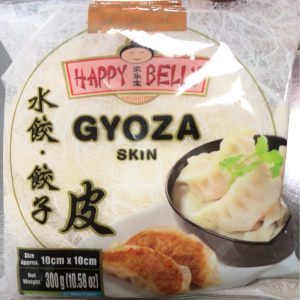 HAPPY BELLY
GYOZA
SKIN
水餃·餃子
皮
Size
Approx. 10cm x 10cm
Net
Weight 300g (10.58 oz)